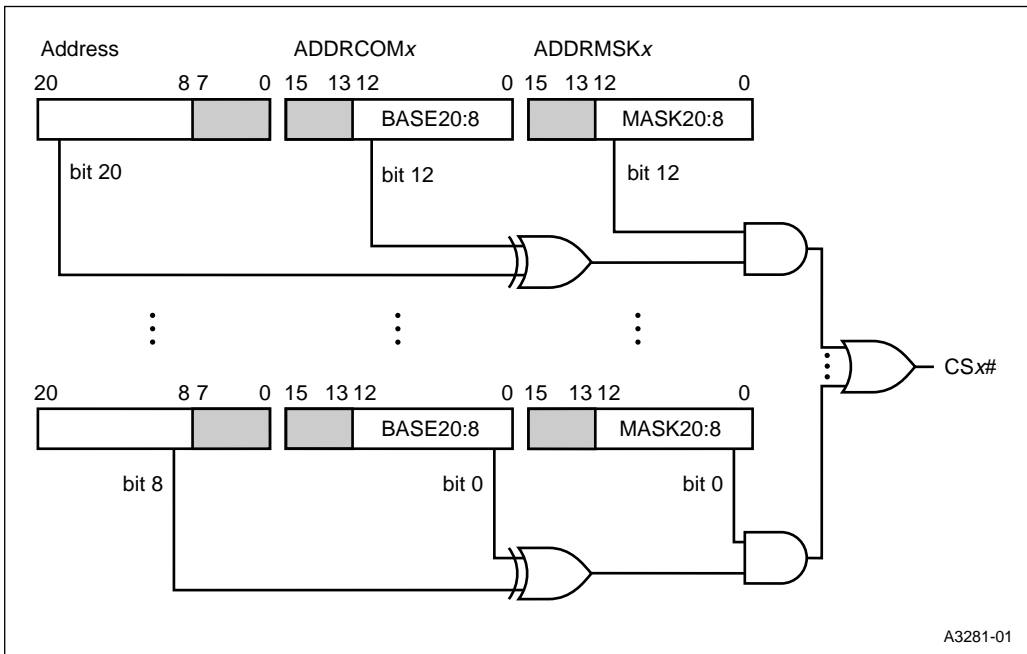 Address ADDRCOMx ADDRMSKx
20 8 7 0 15 13 12 0 15 13 12 0
BASE20:8 MASK20:8
bit 20 bit 12 bit 12
CSx#
20 8 7 0 15 13 12 0 15 13 12 0
BASE20:8 MASK20:8
bit 8 bit 0 bit 0
A3281-01